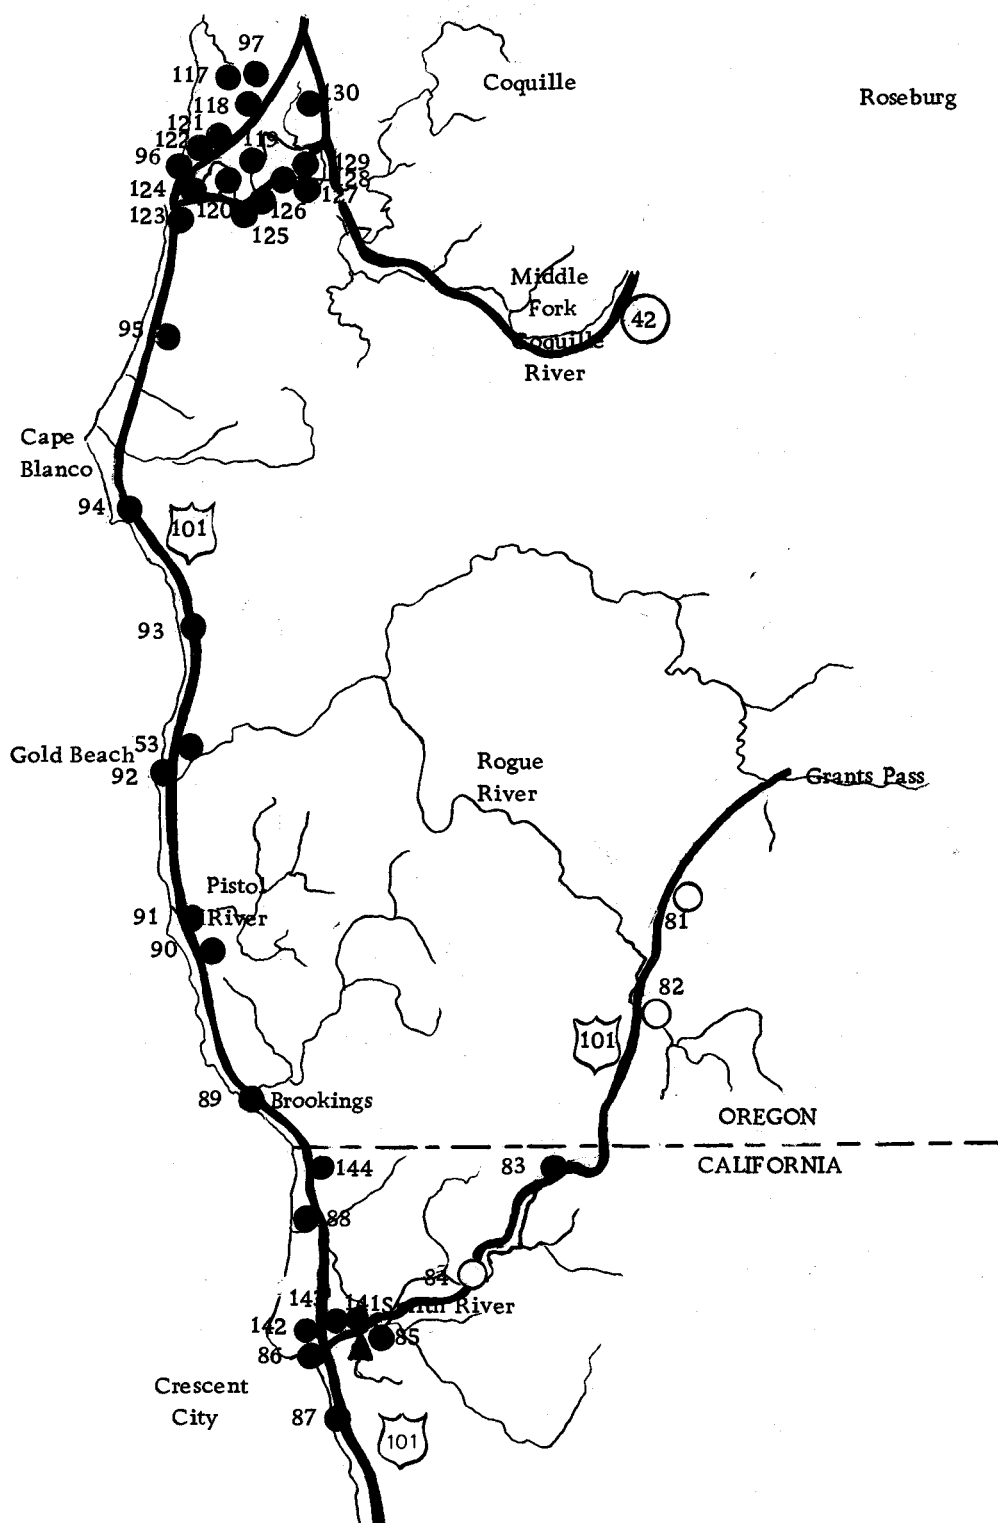 97
117
Coquille
Roseburg
118
130
121
122
119
96
129
128
124
127
123
120
126
125
Middle
Fork
Coquille
River
42
95
Cape
Blanco
94
101
93
53
Gold Beach
92
Rogue
River
Grants Pass
Pistol
River
91
90
81
82
101
89
Brookings
OREGON
CALIFORNIA
144
83
88
84
143
141
Smith River
142
85
86
Crescent
City
87
101